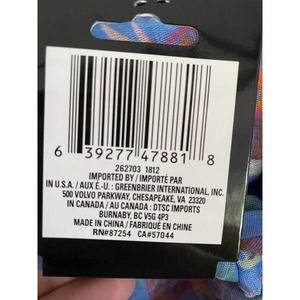 6 39277 47881 8
262703 1812
IMPORTED BY / IMPORTÉ PAR
IN U.S.A. / AUX É.-U. : GREENBRIER INTERNATIONAL, INC.
500 VOLVO PARKWAY, CHESAPEAKE, VA 23320
IN CANADA / AU CANADA : DTSC IMPORTS
BURNABY, BC V5G 4P3
MADE IN CHINA / FABRIQUÉ EN CHINE
RN#87254 CA#57044